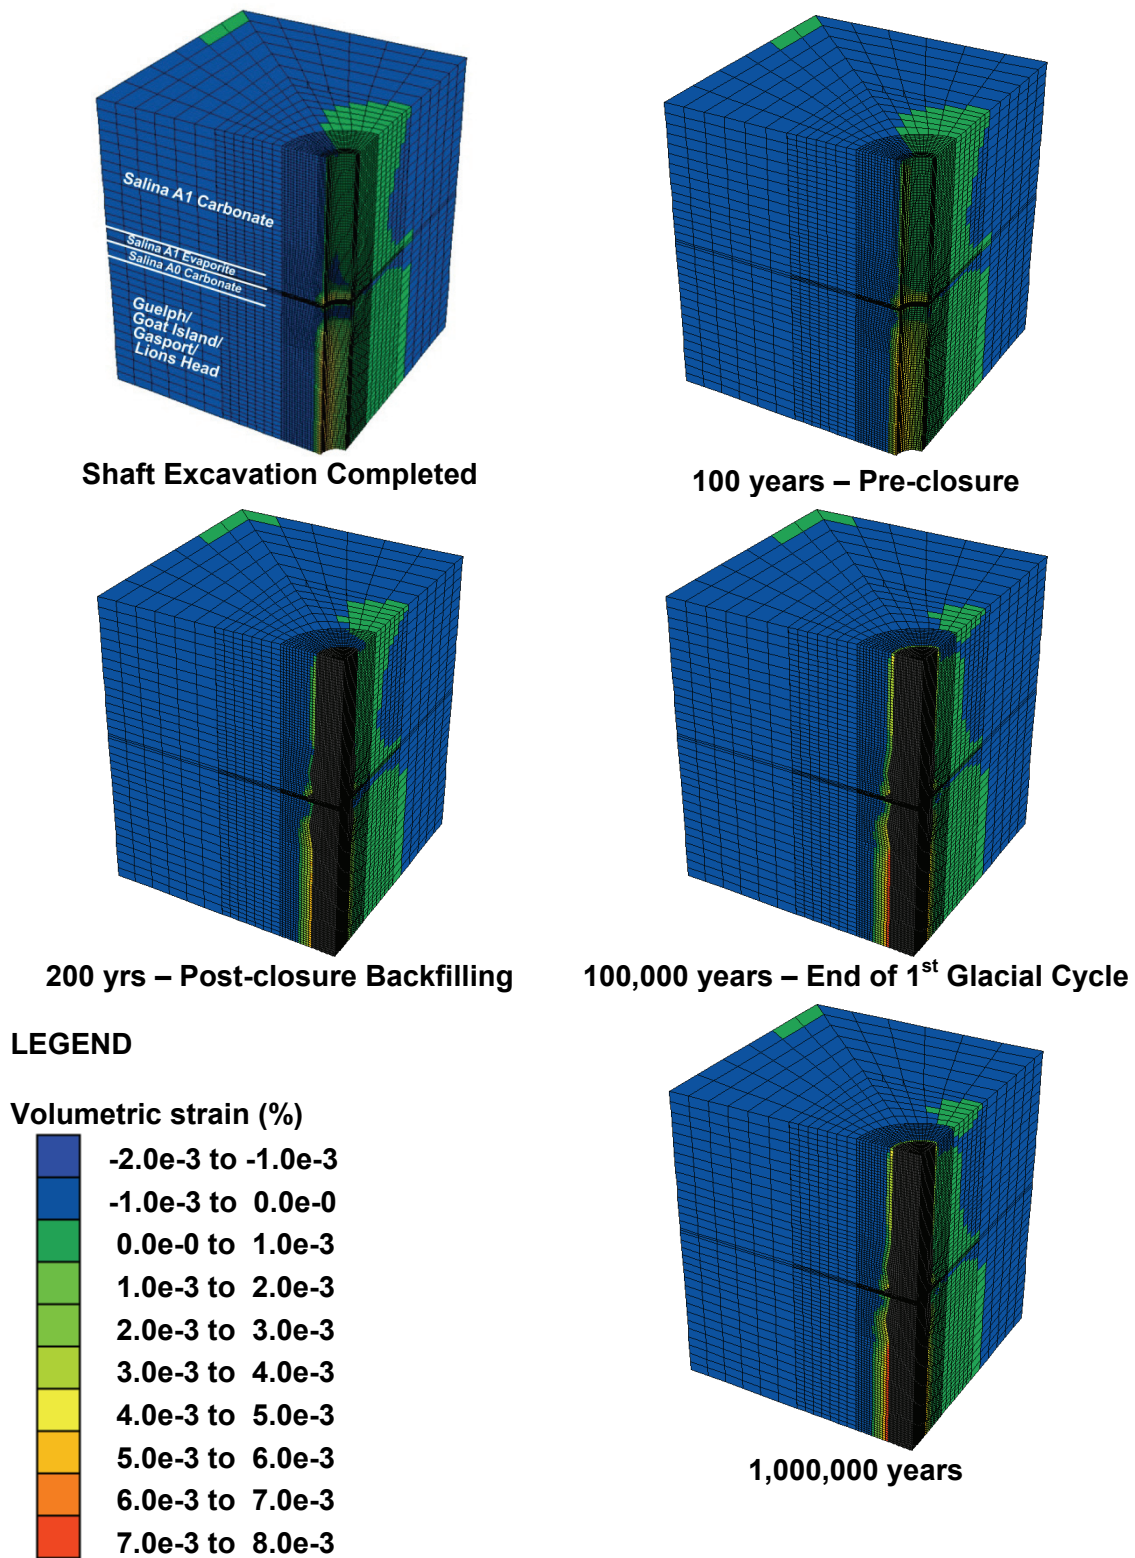 Salina A1 Carbonate
Salina A1 Evaporite
Salina A0 Carbonate
Guelph/
Goat Island/
Gasport/
Lions Head
Shaft Excavation Completed
100 years – Pre-closure
200 yrs – Post-closure Backfilling
100,000 years – End of 1st Glacial Cycle
LEGEND
Volumetric strain (%)
-2.0e-3 to -1.0e-3
-1.0e-3 to 0.0e-0
0.0e-0 to 1.0e-3
1.0e-3 to 2.0e-3
2.0e-3 to 3.0e-3
3.0e-3 to 4.0e-3
4.0e-3 to 5.0e-3
5.0e-3 to 6.0e-3
6.0e-3 to 7.0e-3
7.0e-3 to 8.0e-3
1,000,000 years